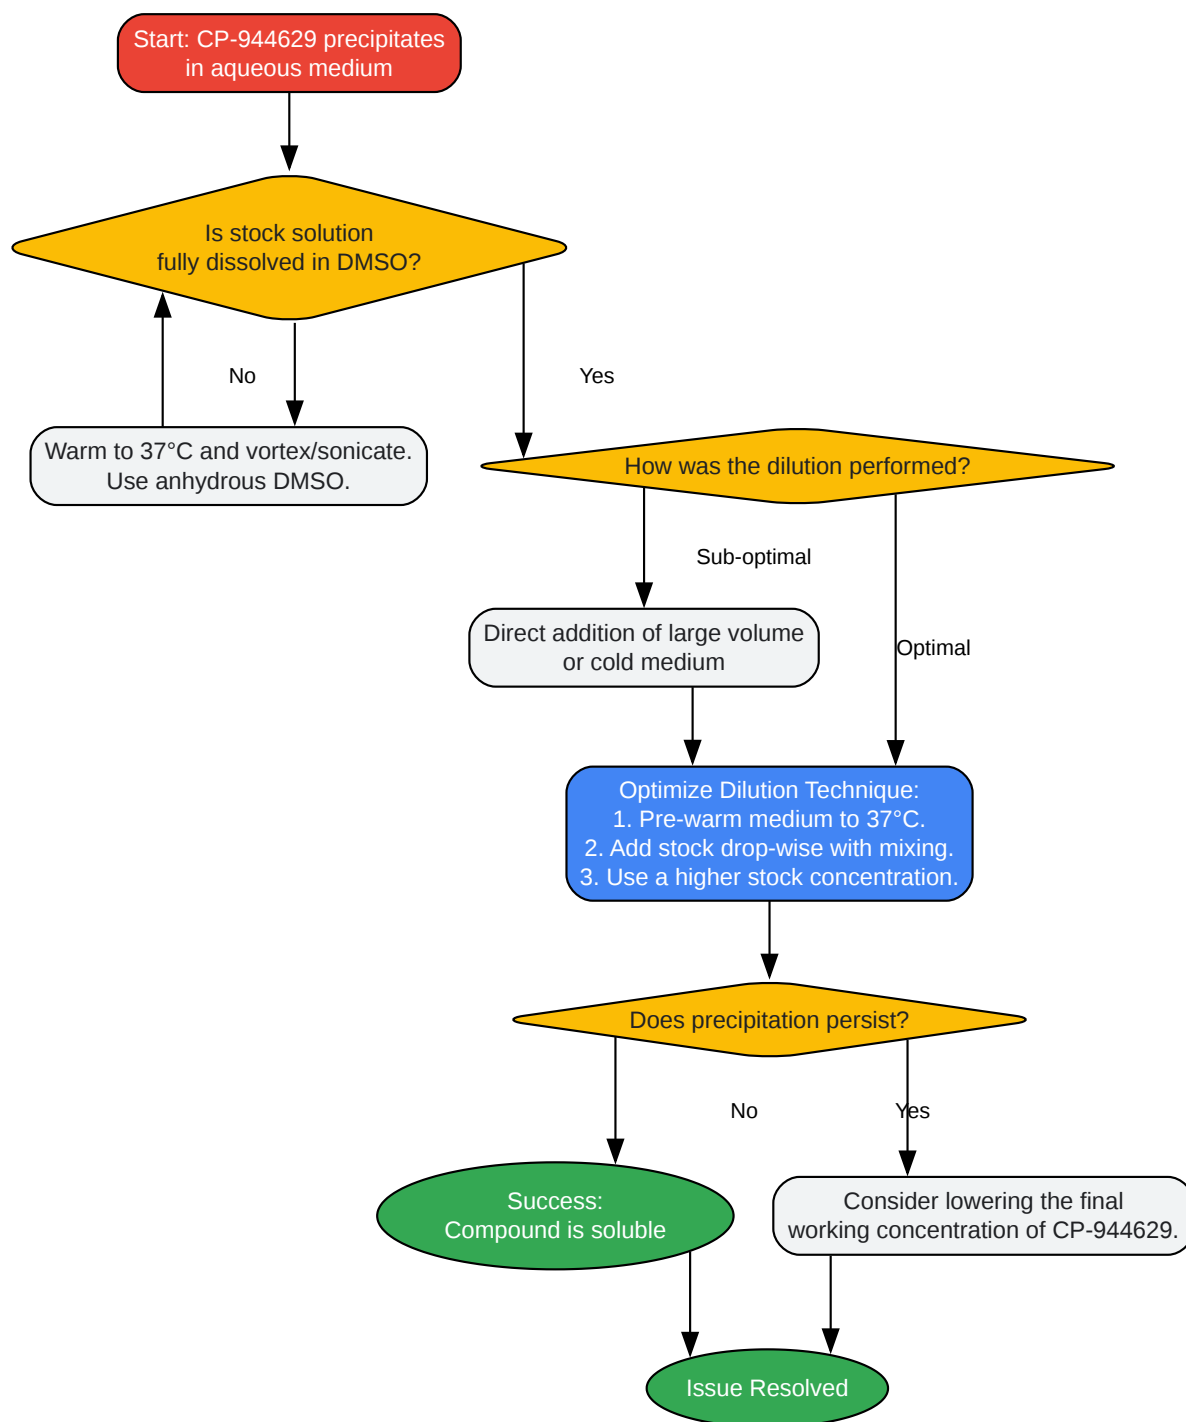 Start: CP-944629 precipitates
in aqueous medium
Is stock solution
fully dissolved in DMSO?
No
Yes
Warm to 37°C and vortex/sonicate.
Use anhydrous DMSO.
How was the dilution performed?
Sub-optimal
Direct addition of large volume
or cold medium
Optimal
Optimize Dilution Technique:
1. Pre-warm medium to 37°C.
2. Add stock drop-wise with mixing.
3. Use a higher stock concentration.
Does precipitation persist?
No
Yes
Success:
Compound is soluble
Consider lowering the final
working concentration of CP-944629.
Issue Resolved